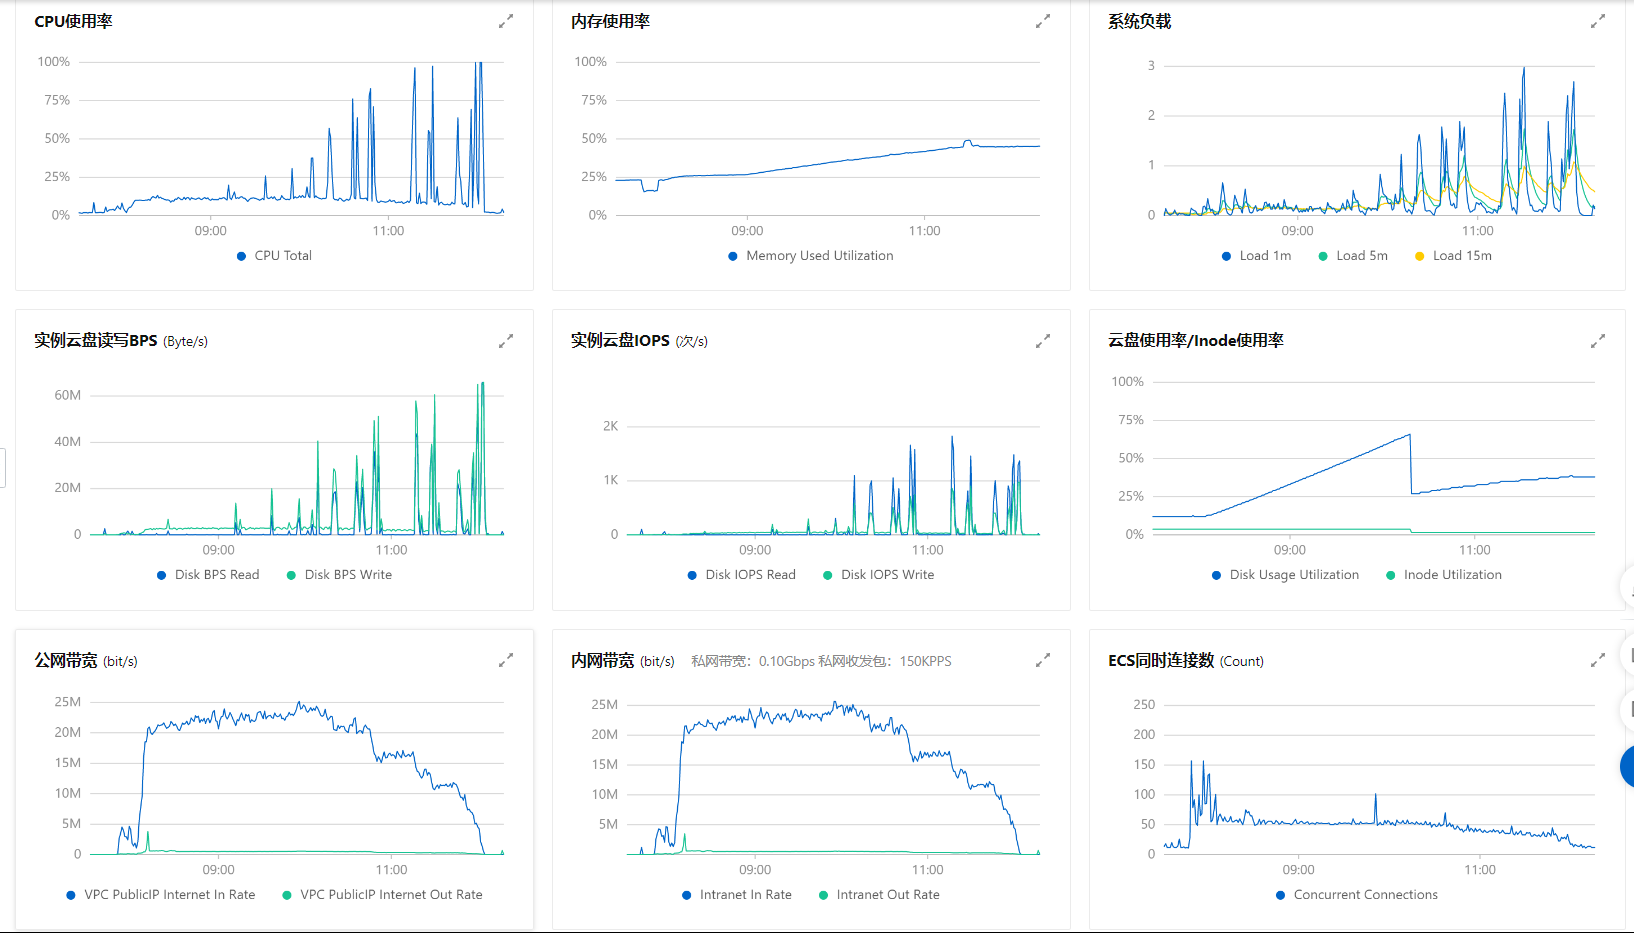 CPU使用率
100%
75%
50%
25%
0%
09:00 11:00
CPU Total
内存使用率
100%
75%
50%
25%
0%
09:00 11:00
Memory Used Utilization
系统负载
3
2
1
0
09:00 11:00
Load 1m Load 5m Load 15m
实例云盘读写BPS (Byte/s)
60M
40M
20M
0
09:00 11:00
Disk BPS Read Disk BPS Write
实例云盘IOPS (次/s)
2K
1K
0
09:00 11:00
Disk IOPS Read Disk IOPS Write
云盘使用率/Inode使用率
100%
75%
50%
25%
0%
09:00 11:00
Disk Usage Utilization Inode Utilization
公网带宽 (bit/s)
25M
20M
15M
10M
5M
0
09:00 11:00
VPC PublicIP Internet In Rate VPC PublicIP Internet Out Rate
内网带宽 (bit/s) 私网带宽：0.10Gbps 私网收发包：150KPPS
25M
20M
15M
10M
5M
09:00 11:00
Intranet In Rate Intranet Out Rate
ECS同时连接数 (Count)
250
200
150
100
50
0
09:00 11:00
Concurrent Connections